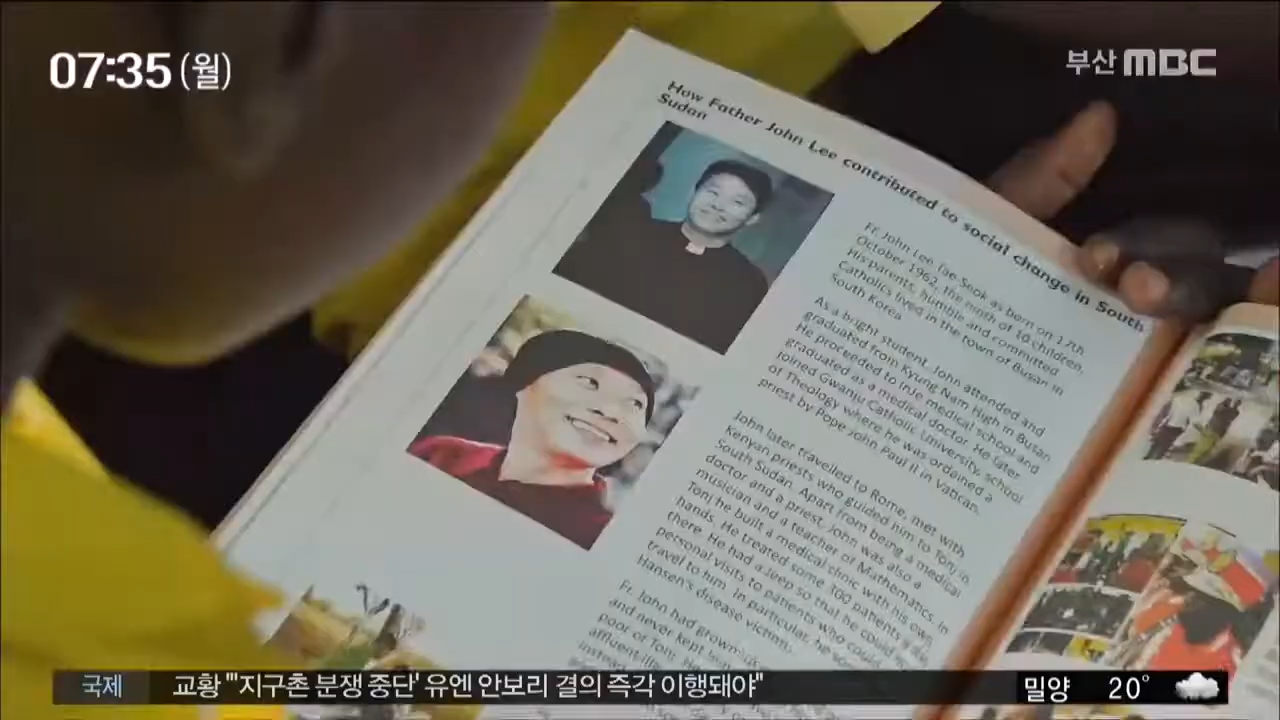 07:35 (월)
부산 MBC
How Father John Lee contributed to social change in South
Sudan
Fr. John Lee Tae-Seok as born on 17th
October 1962, the ninth of 10 children.
His parents, humble and committed
Catholics lived in the town of Busan in
South Korea
As a bright student, John attended and
graduated from Kyung Nam High in Busan
He proceeded to Inje medical school and
graduated as a medical doctor. He later
joined Gwanju Catholic University, school
of Theology where he was ordained a
priest by Pope John Paul II in Vatican.
John later travelled to Rome, met with
Kenyan priests who guided him to Tonj in
South Sudan. Apart from being a medical
doctor and a priest, John was also a
musician and a teacher of Mathematics. In
Tonj he built a medical clinic with his own
hands. He treated some 300 patients a
there. He had a Jeep so that he could
personal visits to patients who could
travel to him. In particular, he
Hansen's disease victims.
Fr. John had grown
and never kept
poor of Tonj. He
instead
국제 교황 "'지구촌 분쟁 중단' 유엔 안보리 결의 즉각 이행돼야" 밀양 20°